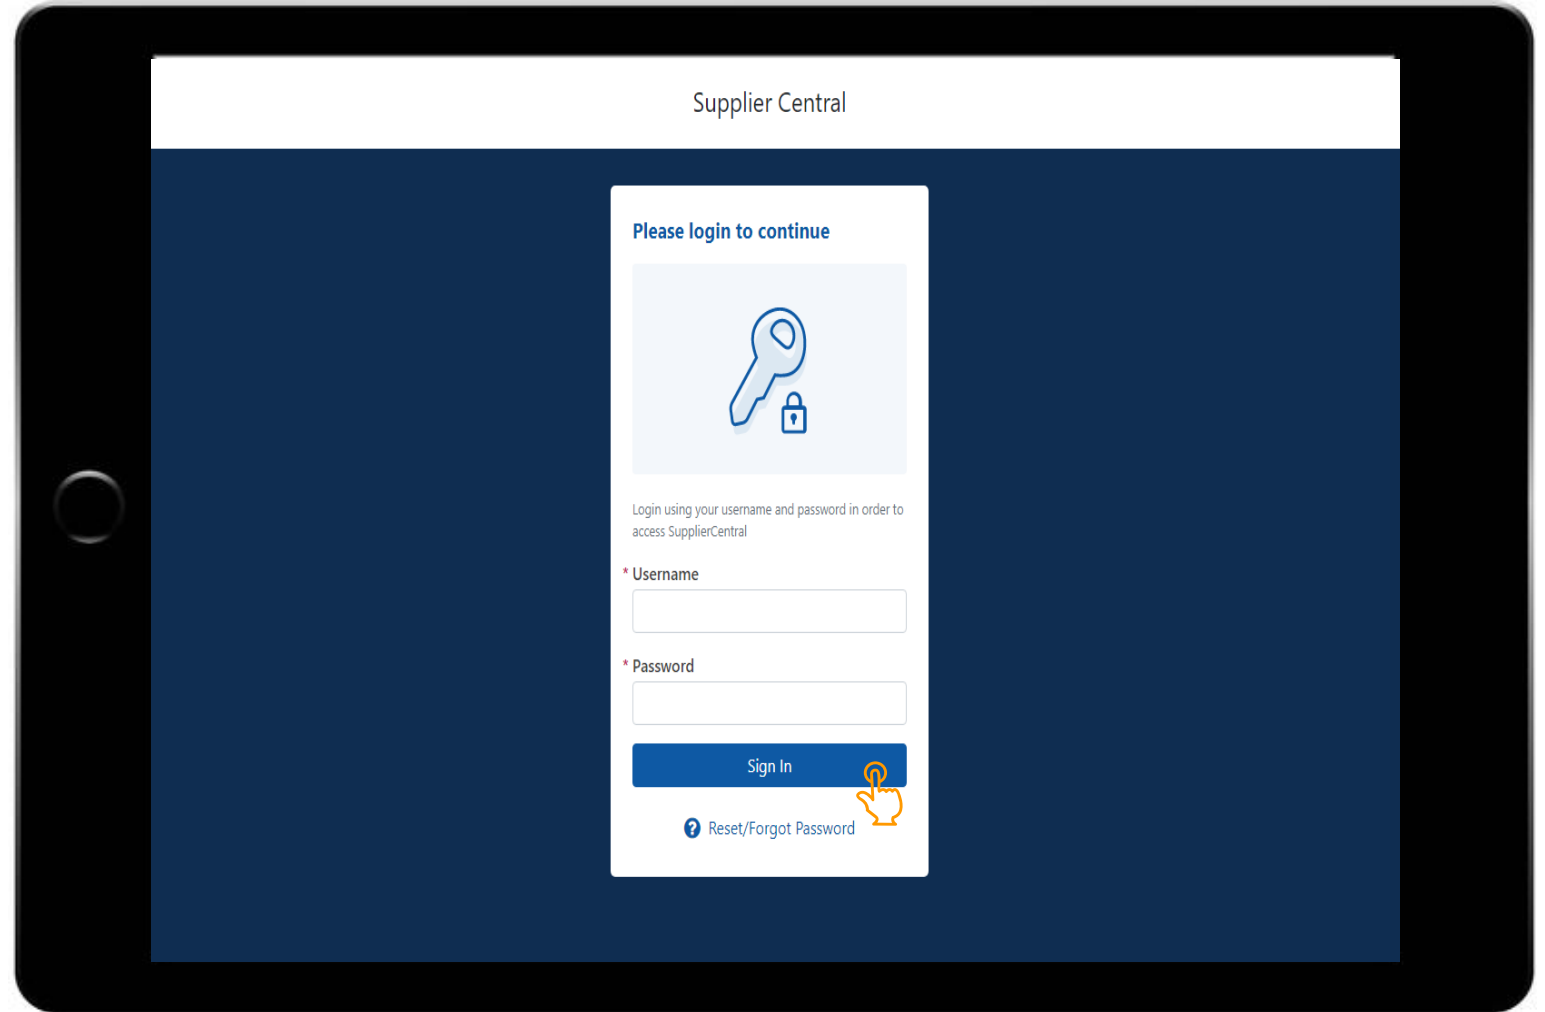 Supplier Central
Please login to continue
Login using your username and password in order to
access SupplierCentral
* Username
* Password
Sign In
? Reset/Forgot Password